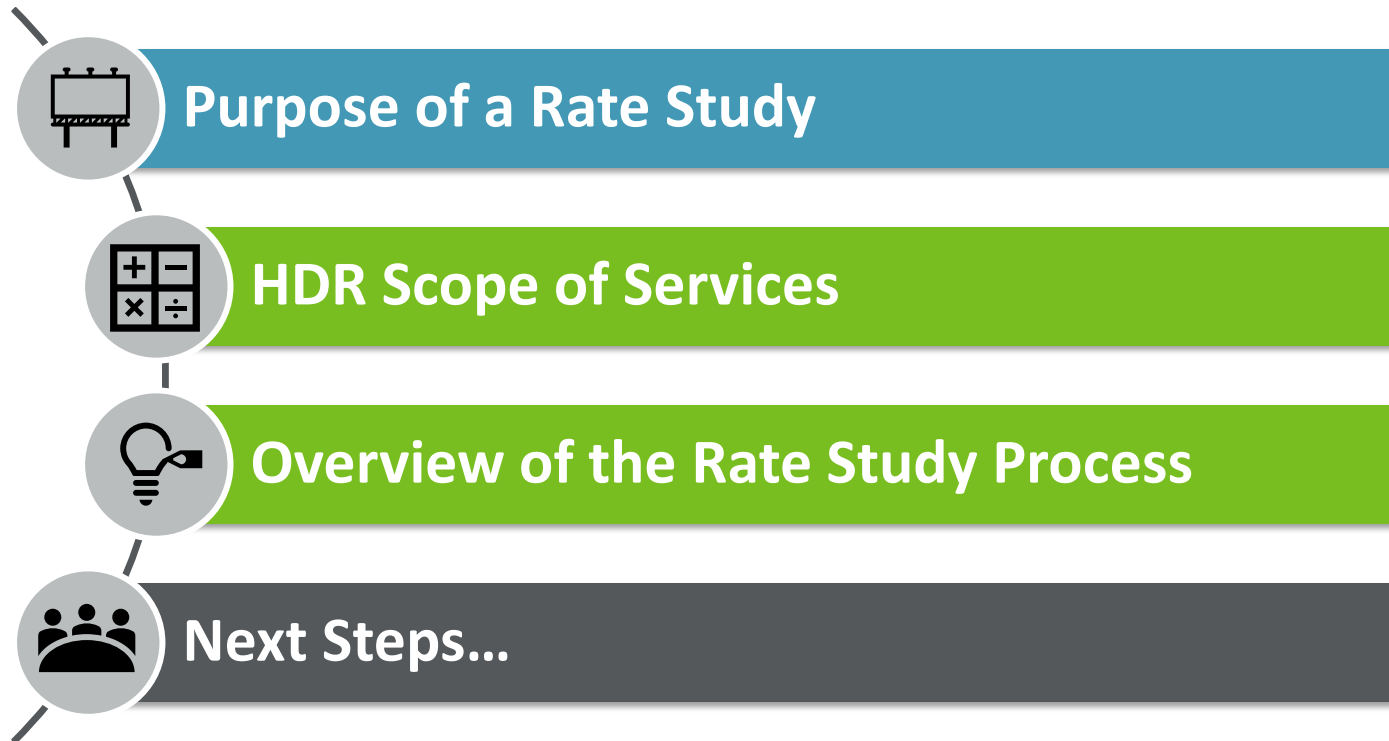 Purpose of a Rate Study
HDR Scope of Services
Overview of the Rate Study Process
Next Steps…